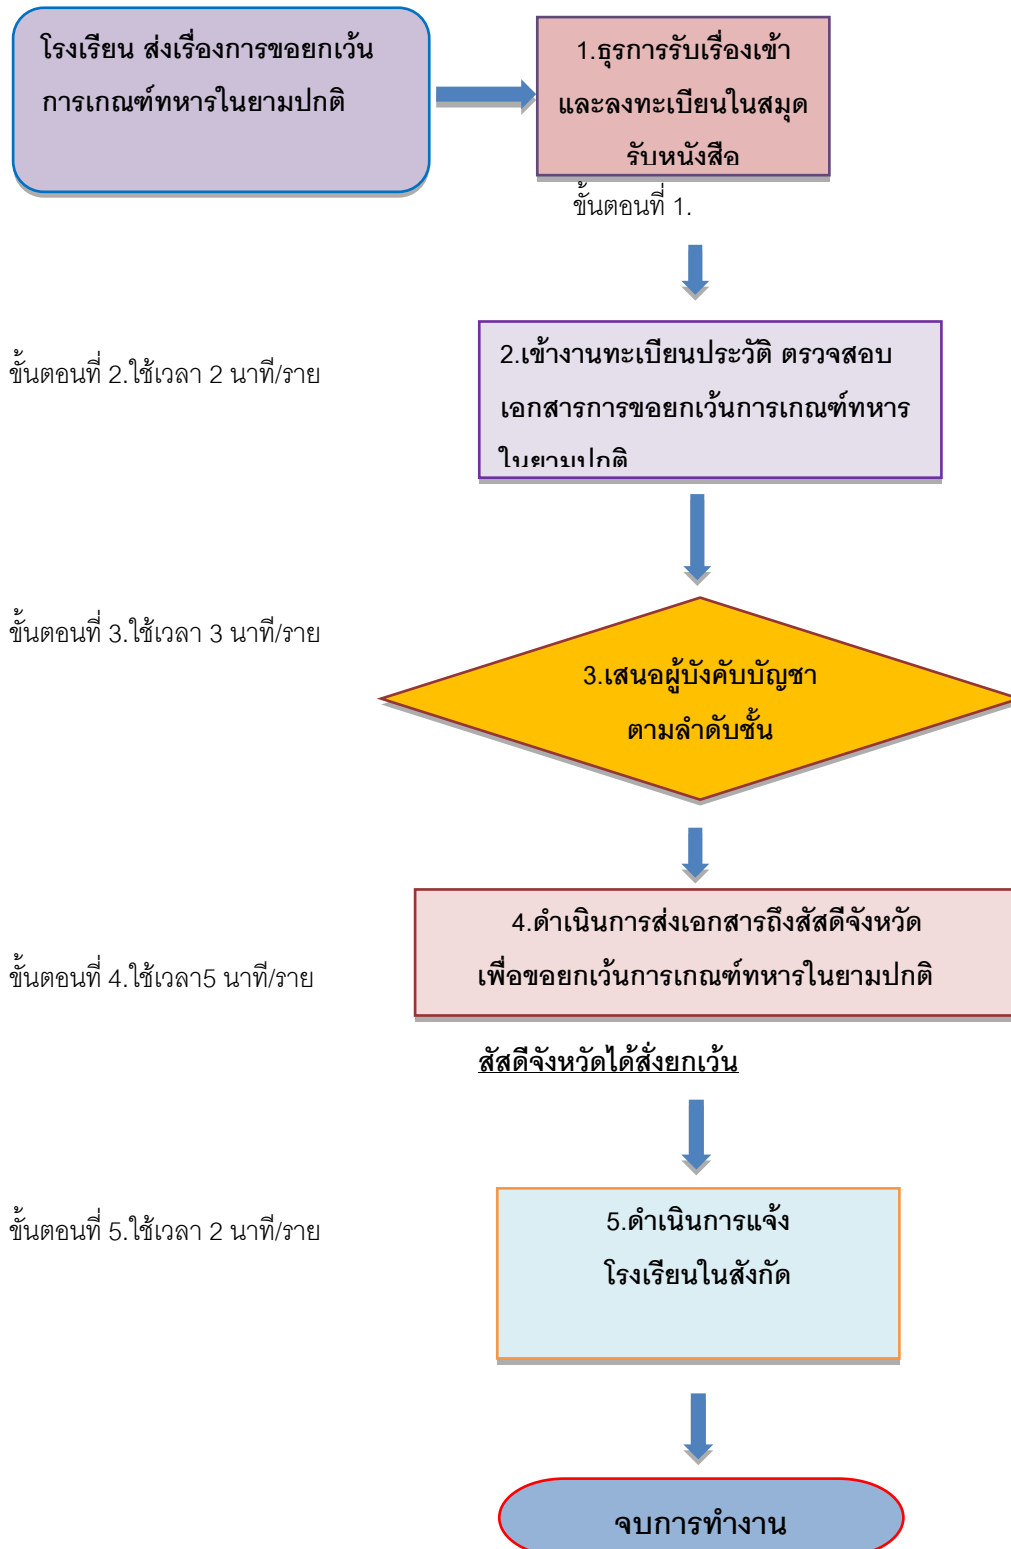 โรงเรียน ส่งเรื่องการขอยกเว้น
การเกณฑ์ทหารในยามปกติ
1.ธุรการรับเรื่องเข้า
และลงทะเบียนในสมุด
รับหนังสือ
ขั้นตอนที่ 1.
ขั้นตอนที่ 2.ใช้เวลา 2 นาที/ราย
2.เข้างานทะเบียนประวัติ ตรวจสอบ
เอกสารการขอยกเว้นการเกณฑ์ทหาร
ในยามปกติ
ขั้นตอนที่ 3.ใช้เวลา 3 นาที/ราย
3.เสนอผู้บังคับบัญชา
ตามลำดับชั้น
4.ดำเนินการส่งเอกสารถึงสัสดีจังหวัด
เพื่อขอยกเว้นการเกณฑ์ทหารในยามปกติ
ขั้นตอนที่ 4.ใช้เวลา5 นาที/ราย
สัสดีจังหวัดได้สั่งยกเว้น
ขั้นตอนที่ 5.ใช้เวลา 2 นาที/ราย
5.ดำเนินการแจ้ง
โรงเรียนในสังกัด
จบการทำงาน